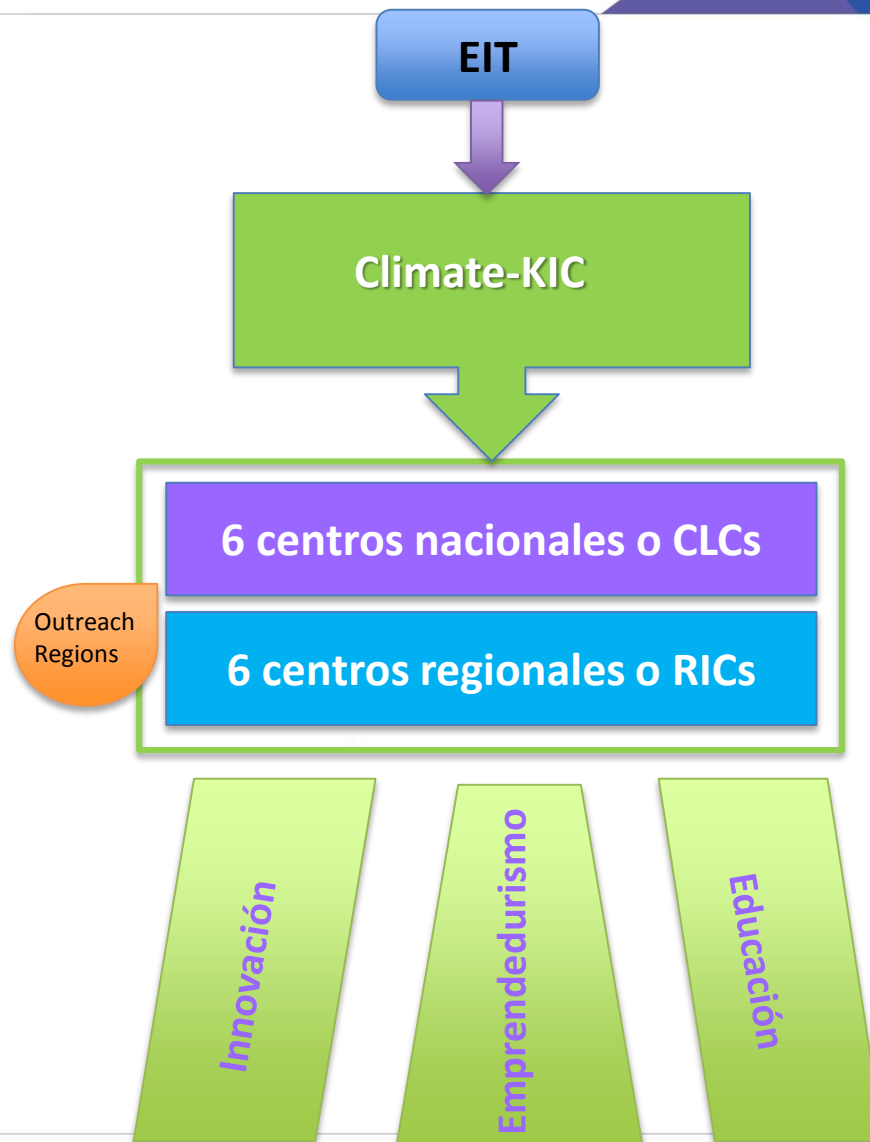 EIT
Climate-KIC
6 centros nacionales o CLCs
Outreach
Regions
6 centros regionales o RICs
Innovación
Emprendedurismo
Educación